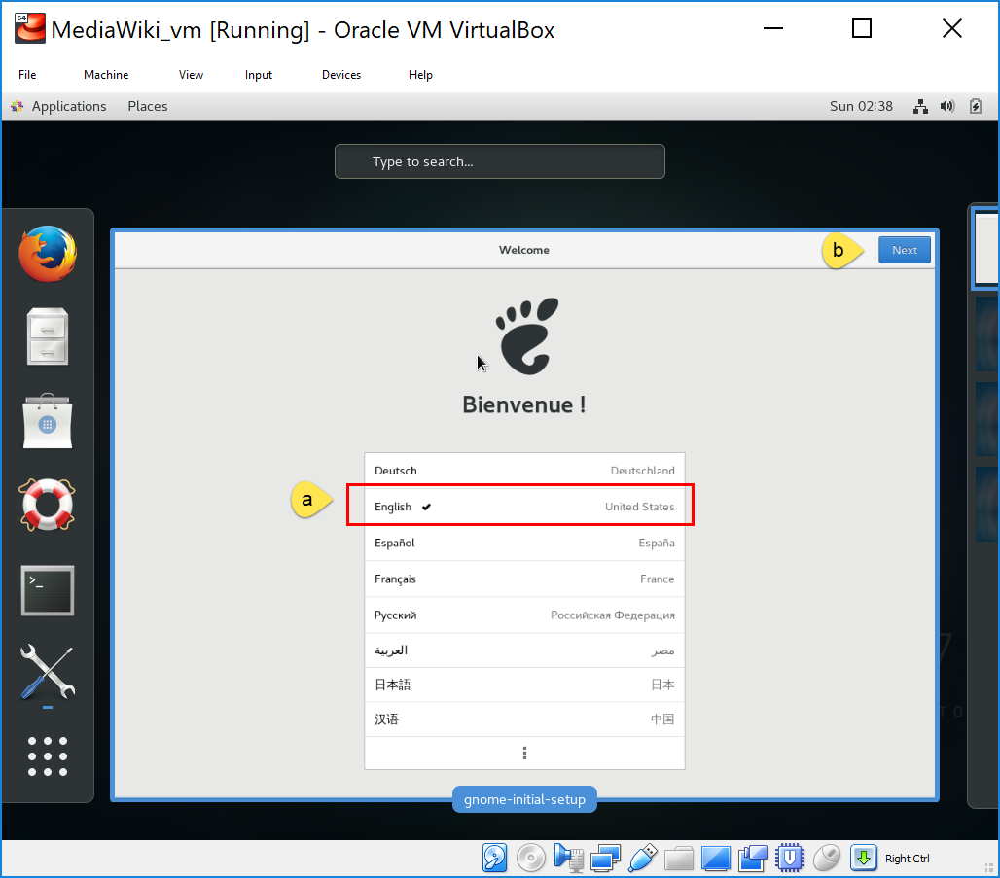 MediaWiki_vm [Running] - Oracle VM VirtualBox
File Machine View Input Devices Help
Applications Places Sun 02:38
Type to search...
Welcome b Next
Bienvenue !
Deutsch Deutschland
a English ✔ United States
Español España
Français France
Русский Российская Федерация
العربية مصر
日本語 日本
汉语 中国
gnome-initial-setup
7
T O
>_
64
Right Ctrl